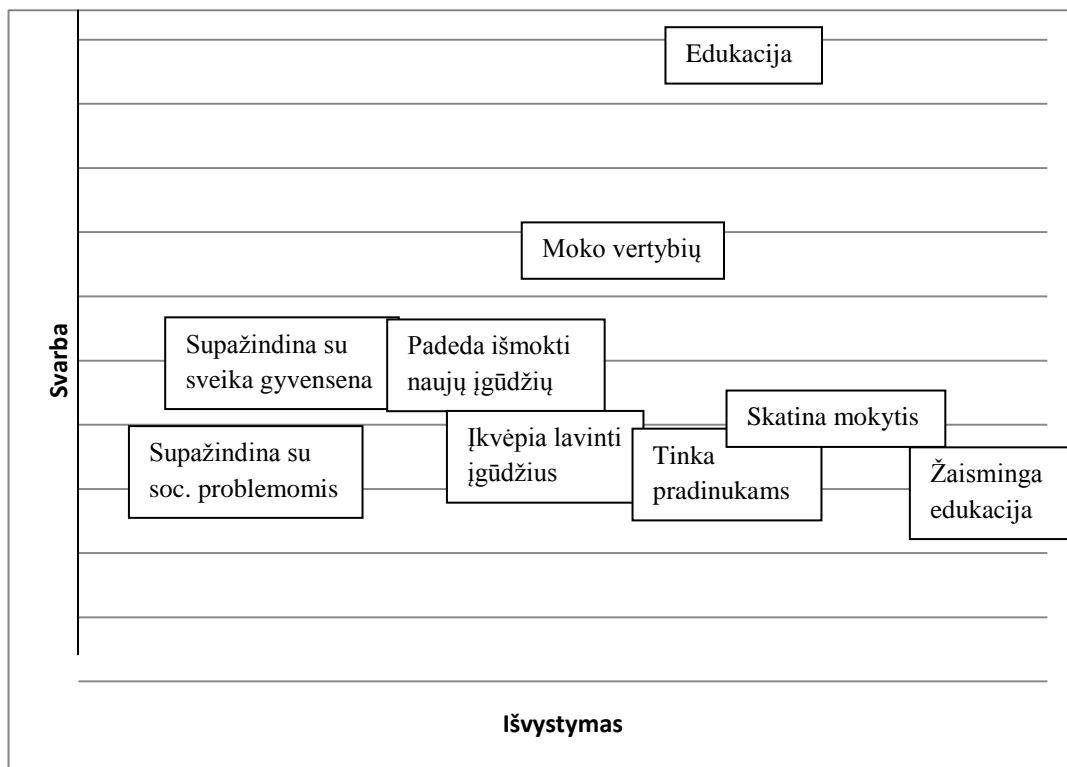 Edukacija
Moko vertybių
Supažindina su
sveika gyvensena
Padeda išmokti
naujų įgūdžių
Skatina mokytis
Įkvėpia lavinti
įgūdžius
Supažindina su
soc. problemomis
Tinka
pradinukams
Žaisminga
edukacija
Svarba
Išvystymas